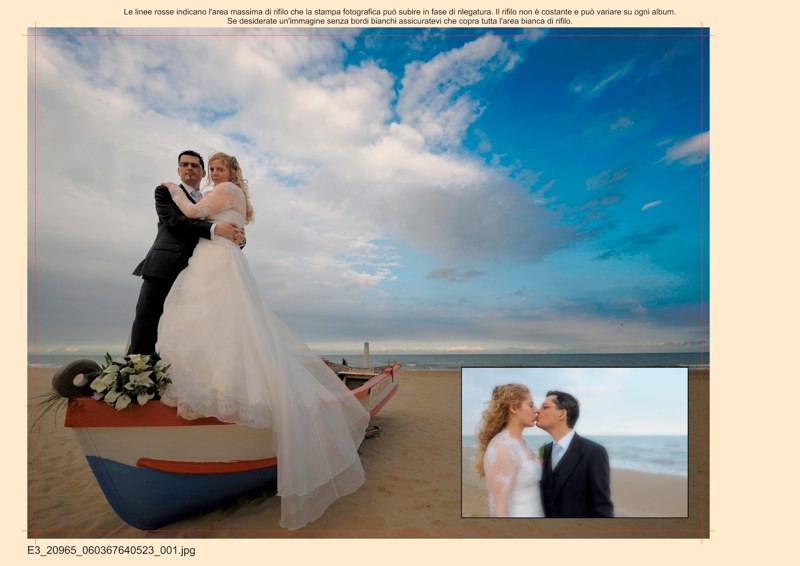 Le linee rosse indicano l'area massima di rifilo che la stampa fotografica può subire in fase di rilegatura. Il rifilo non è costante e può variare su ogni album.
Se desiderate un'immagine senza bordi bianchi assicuratevi che copra tutta l'area bianca di rifilo.
E3_20965_060367640523_001.jpg